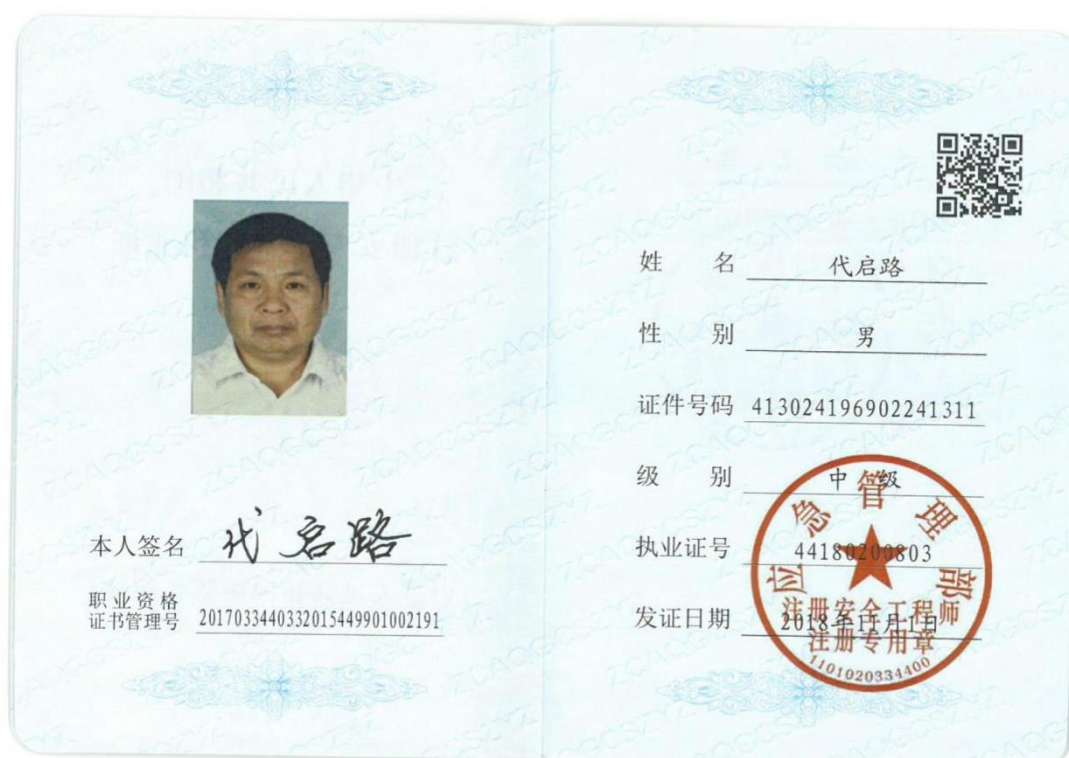 本人签名 代启路
职业资格
证书管理号 2017033440332015449901002191
姓 名 代启路
性 别 男
证件号码 413024196902241311
级 别 中 级
执业证号 44180200803
发证日期 2018年11月1日
应急管理部
注册安全工程师
注册专用章
1101020334400